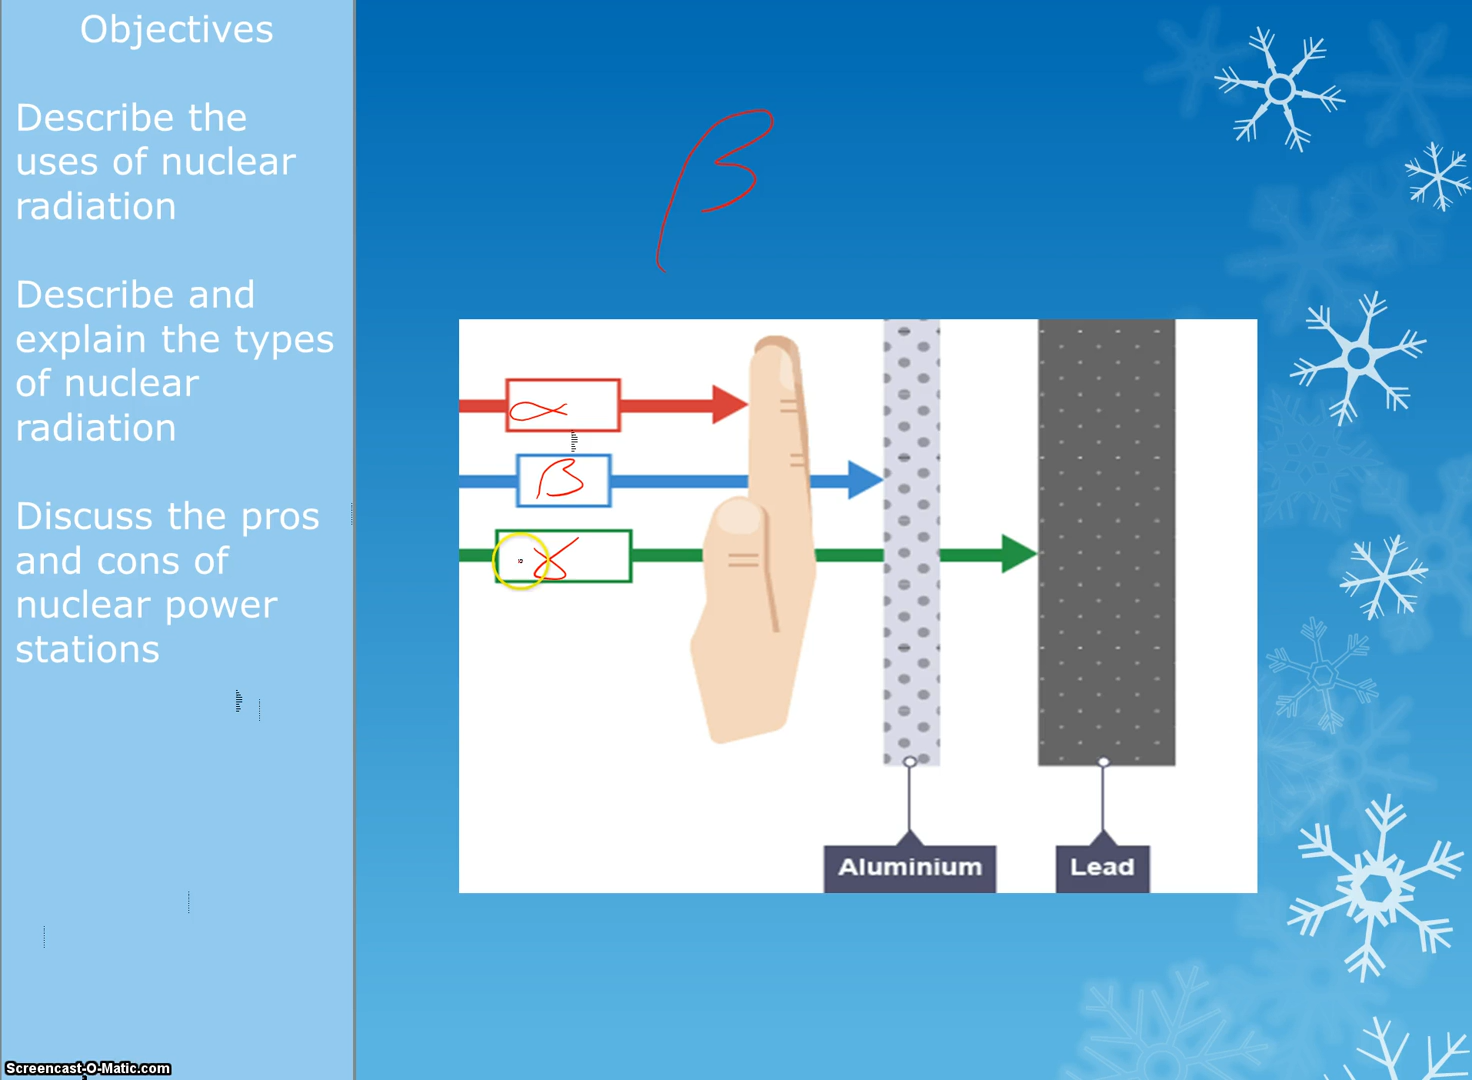 Objectives
Describe the
uses of nuclear
radiation
Describe and
explain the types
of nuclear
radiation
Discuss the pros
and cons of
nuclear power
stations
β
α
β
γ
Aluminium
Lead
Screencast-O-Matic.com